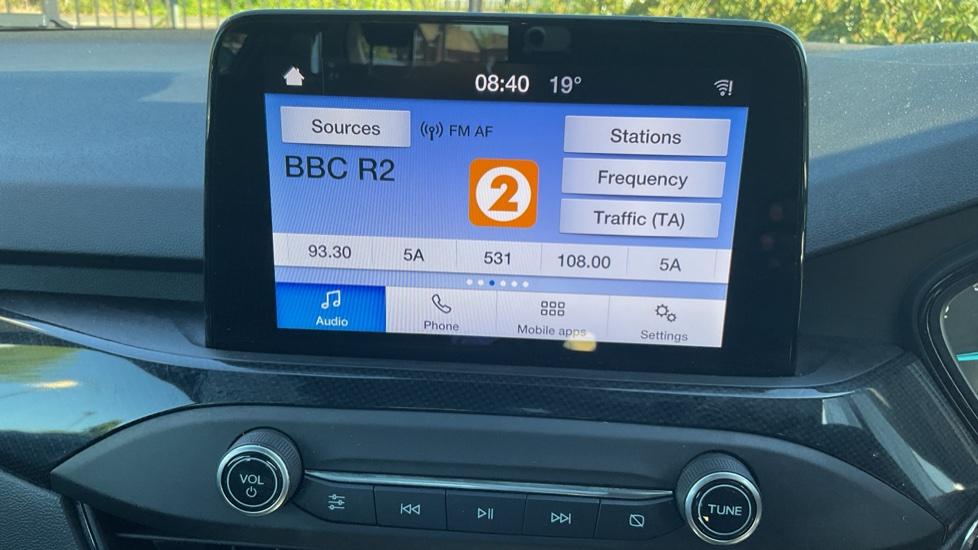 08:40 19°
Sources FM AF Stations
BBC R2
2
Frequency
Traffic (TA)
93.30 5A 531 108.00 5A
Audio Phone Mobile apps Settings
VOL TUNE